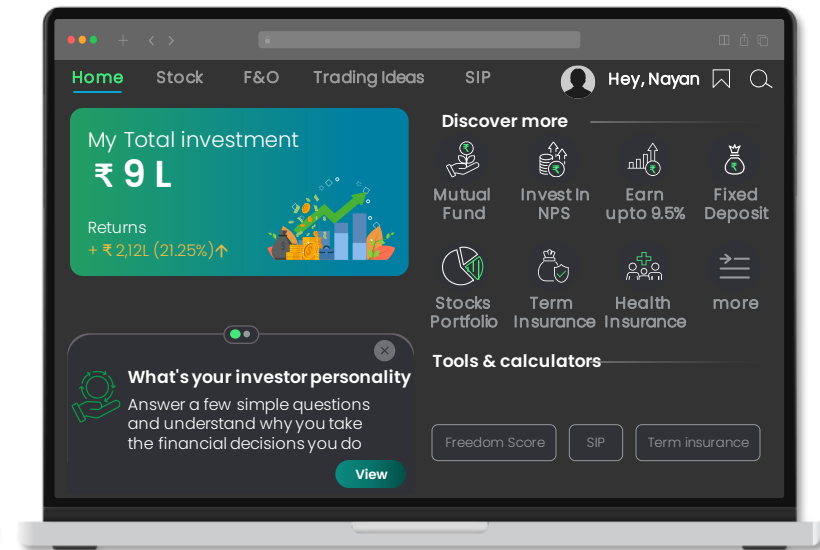 Home Stock F&O Trading Ideas SIP Hey, Nayan
My Total investment
₹ 9 L
Returns
+ ₹ 2,12L (21.25%)↑
What's your investor personality
Answer a few simple questions
and understand why you take
the financial decisions you do
View
Discover more
Mutual Fund
Invest In NPS
Earn upto 9.5%
Fixed Deposit
Stocks Portfolio
Term Insurance
Health Insurance
more
Tools & calculators
Freedom Score SIP Term insurance